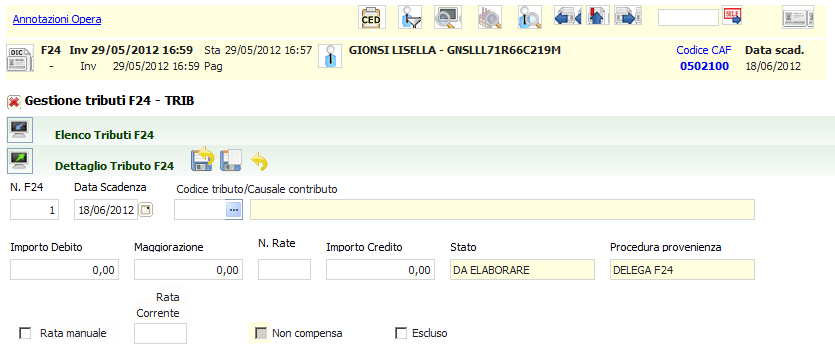 Annotazioni Opera
CED
DIC F24 Inv 29/05/2012 16:59 Sta 29/05/2012 16:57 GIONSI LISELLA - GNSLLL71R66C219M Codice CAF Data scad.
- Inv 29/05/2012 16:59 Pag 0502100 18/06/2012
Gestione tributi F24 - TRIB
Elenco Tributi F24
Dettaglio Tributo F24
N. F24 Data Scadenza Codice tributo/Causale contributo
1 18/06/2012 ...
Importo Debito Maggiorazione N. Rate Importo Credito Stato Procedura provenienza
0,00 0,00 0,00 DA ELABORARE DELEGA F24
Rata
Corrente
Rata manuale Non compensa Escluso